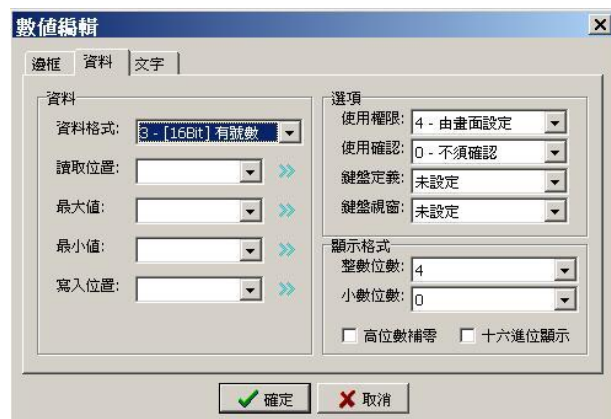 數值編輯
邊框 資料 文字
資料
資料格式: 3 - [16Bit] 有號數
讀取位置:
最大值:
最小值:
寫入位置:
選項
使用權限: 4 - 由畫面設定
使用確認: 0 - 不須確認
鍵盤定義: 未設定
鍵盤視窗: 未設定
顯示格式
整數位數: 4
小數位數: 0
高位數補零 十六進位顯示
確定 取消